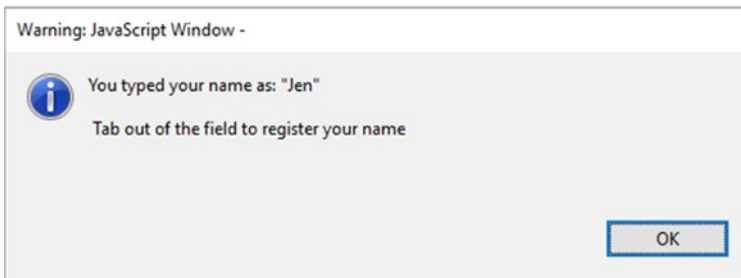 Warning: JavaScript Window -
You typed your name as: "Jen"
Tab out of the field to register your name
OK